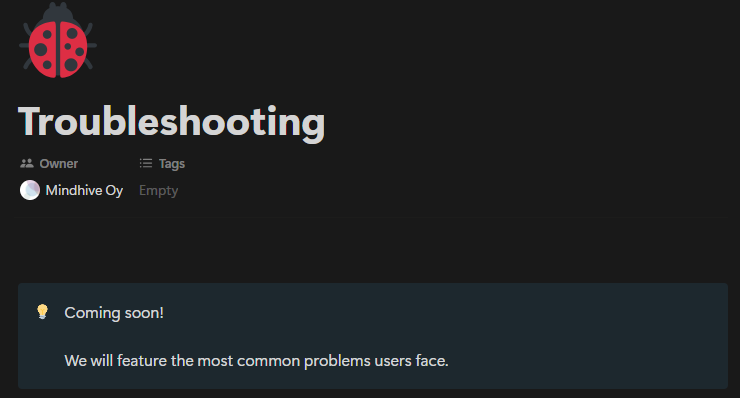 Troubleshooting
Owner Tags
Mindhive Oy Empty
Coming soon!
We will feature the most common problems users face.